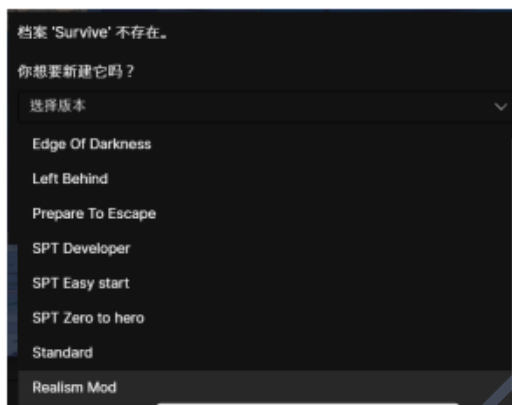 档案 'Survive' 不存在。
你想要新建它吗？
选择版本
Edge Of Darkness
Left Behind
Prepare To Escape
SPT Developer
SPT Easy start
SPT Zero to hero
Standard
Realism Mod